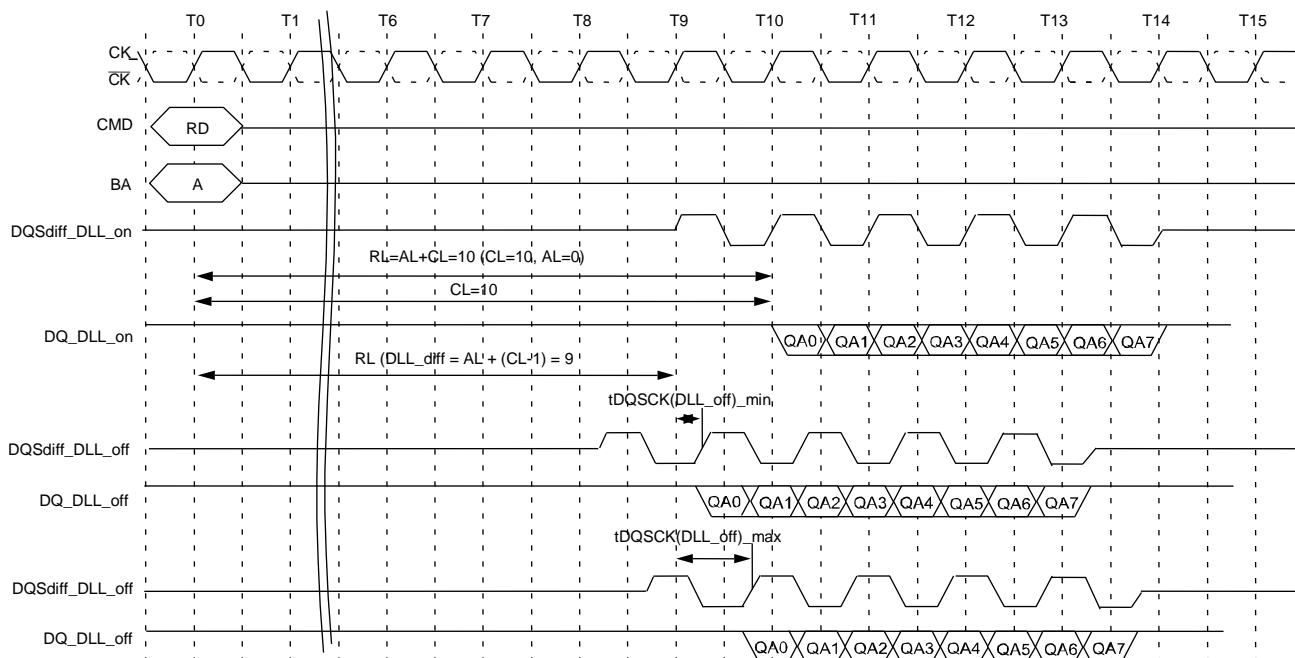 T0 T1 T6 T7 T8 T9 T10 T11 T12 T13 T14 T15
CK
CK
CMD RD
BA A
DQSdiff_DLL_on
RL=AL+CL=10 (CL=10, AL=0)
CL=10
DQ_DLL_on QA0 QA1 QA2 QA3 QA4 QA5 QA6 QA7
RL (DLL_diff = AL + (CL-1) = 9
tDQSCK(DLL_off)_min
DQSdiff_DLL_off
DQ_DLL_off QA0 QA1 QA2 QA3 QA4 QA5 QA6 QA7
tDQSCK(DLL_off)_max
DQSdiff_DLL_off
DQ_DLL_off QA0 QA1 QA2 QA3 QA4 QA5 QA6 QA7